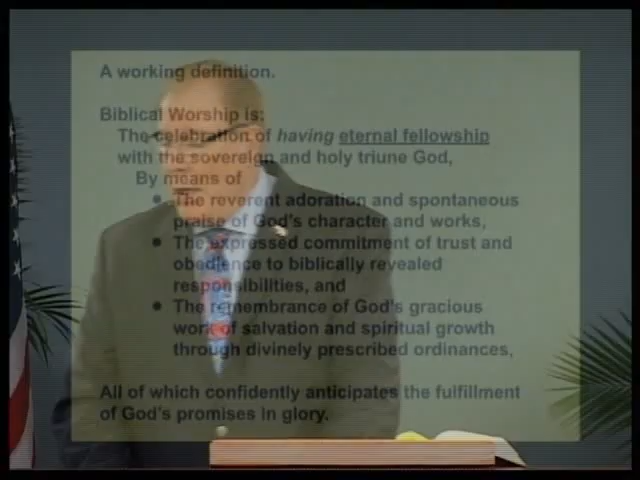 A working definition.
Biblical Worship is:
The celebration of having eternal fellowship
with the sovereign and holy triune God,
By means of
• The reverent adoration and spontaneous
praise of God's character and works,
• The expressed commitment of trust and
obedience to biblically revealed
responsibilities, and
• The remembrance of God's gracious
work of salvation and spiritual growth
through divinely prescribed ordinances,
All of which confidently anticipates the fulfillment
of God's promises in glory.